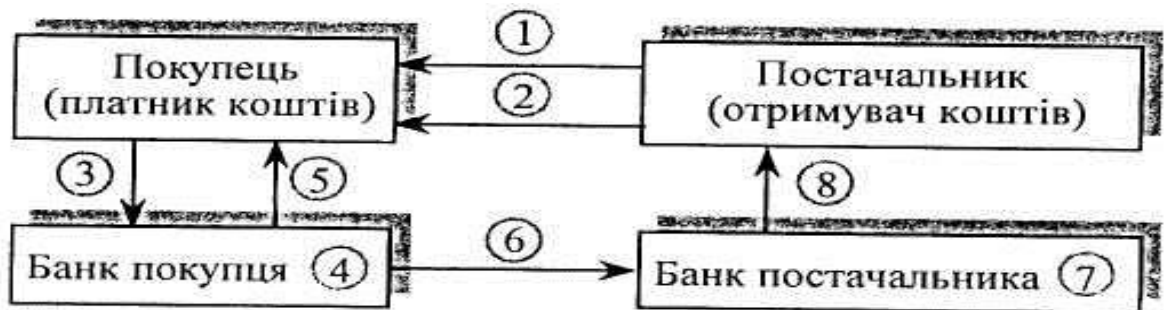 ①
Покупець
(платник коштів)
Постачальник
(отримувач коштів)
②
③
⑤
⑧
Банк покупця ④
⑥
Банк постачальника ⑦